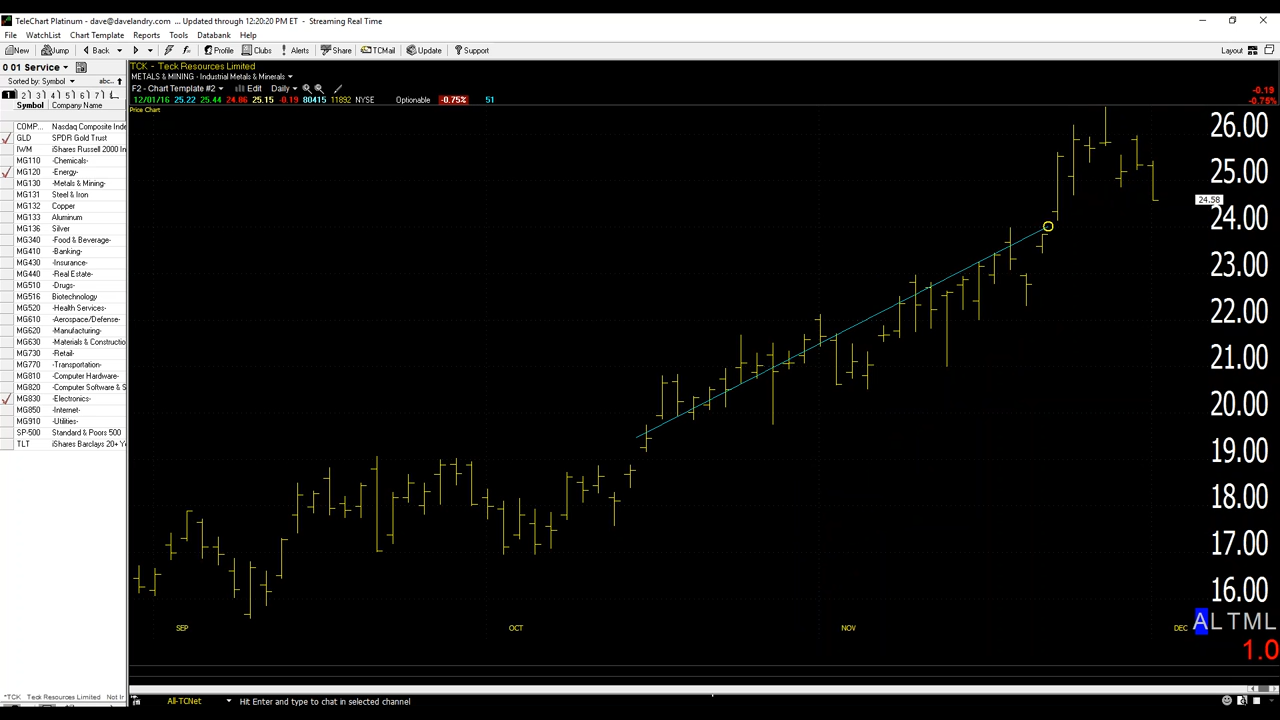 TeleChart Platinum - dave@davelandry.com ... Updated through 12:20:20 PM ET - Streaming Real Time
File WatchList Chart Template Reports Tools Databank Help
New Jump Back Profile Clubs Alerts Share TCMail Update Support Layout
0 01 Service
Sorted by: Symbol abc..
1 2 3 4 5 6 7
Symbol Company Name
COMP... Nasdaq Composite Inde
GLD SPDR Gold Trust
IWM iShares Russell 2000 In
MG110 -Chemicals-
MG120 -Energy-
MG130 -Metals & Mining-
MG131 Steel & Iron
MG132 Copper
MG133 Aluminum
MG136 Silver
MG340 -Food & Beverage-
MG410 -Banking-
MG430 -Insurance-
MG440 -Real Estate-
MG510 -Drugs-
MG516 Biotechnology
MG520 -Health Services-
MG610 -Aerospace/Defense-
MG620 -Manufacturing-
MG630 -Materials & Constructio
MG730 -Retail-
MG770 -Transportation-
MG810 -Computer Hardware-
MG820 -Computer Software & S
MG830 -Electronics-
MG850 -Internet-
MG910 -Utilities-
SP-500 Standard & Poors 500
TLT iShares Barclays 20+ Y
*TCK Teck Resources Limited Not Ir
TCK - Teck Resources Limited
METALS & MINING - Industrial Metals & Minerals
F2 - Chart Template #2 Edit Daily
12/01/16 25.22 25.44 24.86 25.15 -0.19 80415 11892 NYSE Optionable -0.75% 51
-0.19
-0.75%
Price Chart
26.00
25.00
24.58
24.00
23.00
22.00
21.00
20.00
19.00
18.00
17.00
16.00
SEP OCT NOV DEC
ALTML
1.0
All-TCNet Hit Enter and type to chat in selected channel